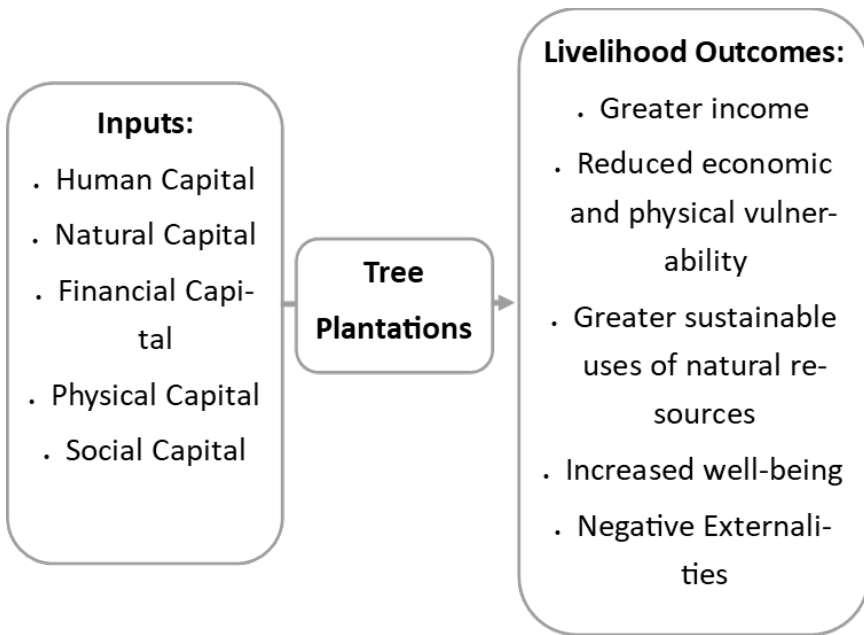 Inputs:
. Human Capital
. Natural Capital
. Financial Capi-
tal
. Physical Capital
. Social Capital
Tree
Plantations
Livelihood Outcomes:
. Greater income
. Reduced economic
and physical vulner-
ability
. Greater sustainable
uses of natural re-
sources
. Increased well-being
. Negative Externali-
ties